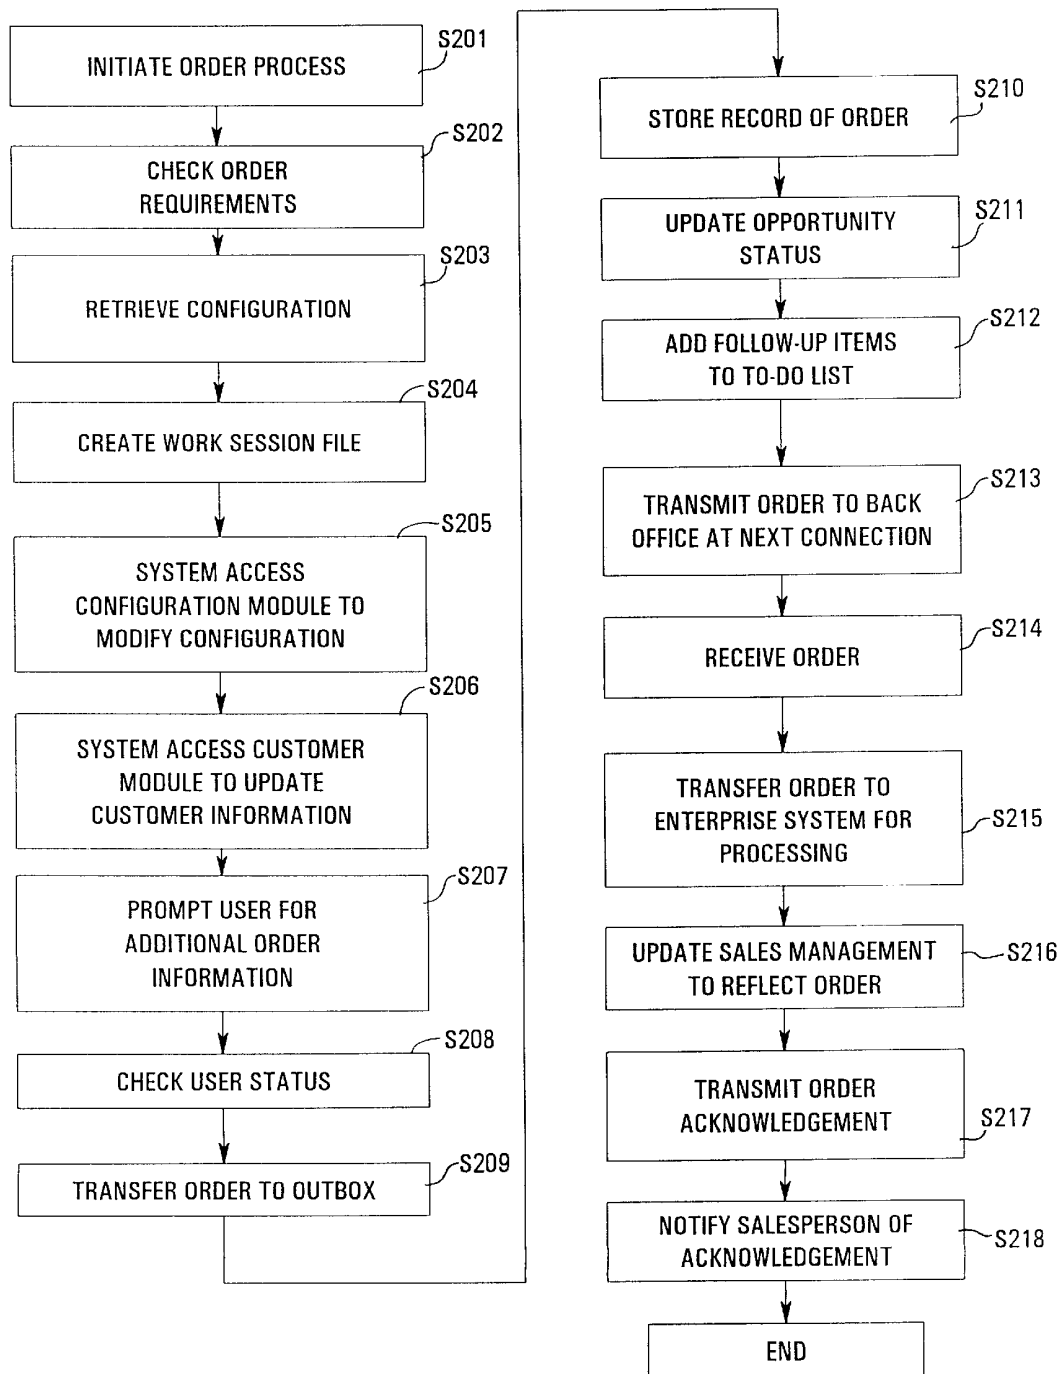 INITIATE ORDER PROCESS
S201
CHECK ORDER
REQUIREMENTS
S202
RETRIEVE CONFIGURATION
S203
CREATE WORK SESSION FILE
S204
SYSTEM ACCESS
CONFIGURATION MODULE TO
MODIFY CONFIGURATION
S205
SYSTEM ACCESS CUSTOMER
MODULE TO UPDATE
CUSTOMER INFORMATION
S206
PROMPT USER FOR
ADDITIONAL ORDER
INFORMATION
S207
CHECK USER STATUS
S208
TRANSFER ORDER TO OUTBOX
S209
STORE RECORD OF ORDER
S210
UPDATE OPPORTUNITY
STATUS
S211
ADD FOLLOW-UP ITEMS
TO TO-DO LIST
S212
TRANSMIT ORDER TO BACK
OFFICE AT NEXT CONNECTION
S213
RECEIVE ORDER
S214
TRANSFER ORDER TO
ENTERPRISE SYSTEM FOR
PROCESSING
S215
UPDATE SALES MANAGEMENT
TO REFLECT ORDER
S216
TRANSMIT ORDER
ACKNOWLEDGEMENT
S217
NOTIFY SALESPERSON OF
ACKNOWLEDGEMENT
S218
END